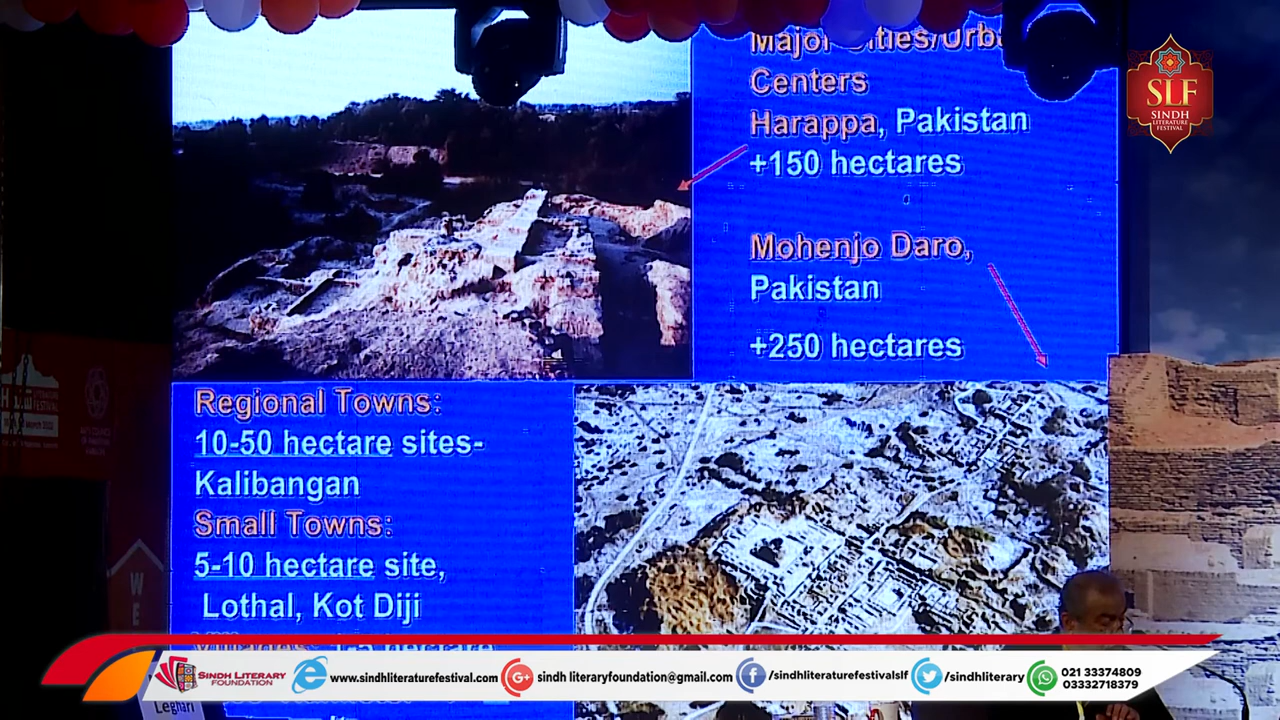 Major Cities/Urb
Centers
Harappa, Pakistan
+150 hectares
Mohenjo Daro,
Pakistan
+250 hectares
Regional Towns:
10-50 hectare sites-
Kalibangan
Small Towns:
5-10 hectare site,
Lothal, Kot Diji
SLF
SINDH
LITERATURE
FESTIVAL
WE
SINDH LITERARY
FOUNDATION
www.sindhliteraturefestival.com
sindh literaryfoundation@gmail.com
/sindhliteraturefestivalslf
/sindhliterary
021 33374809
03332718379
Leghari